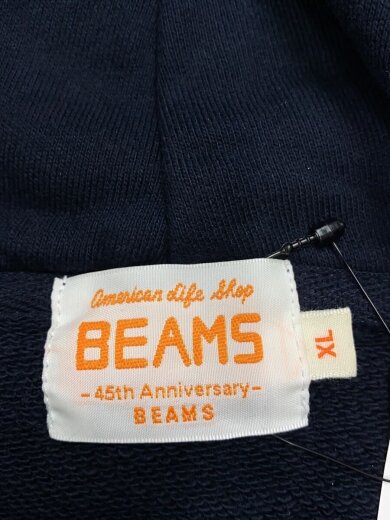 American Life Shop
BEAMS
-45th Anniversary-
BEAMS
XL